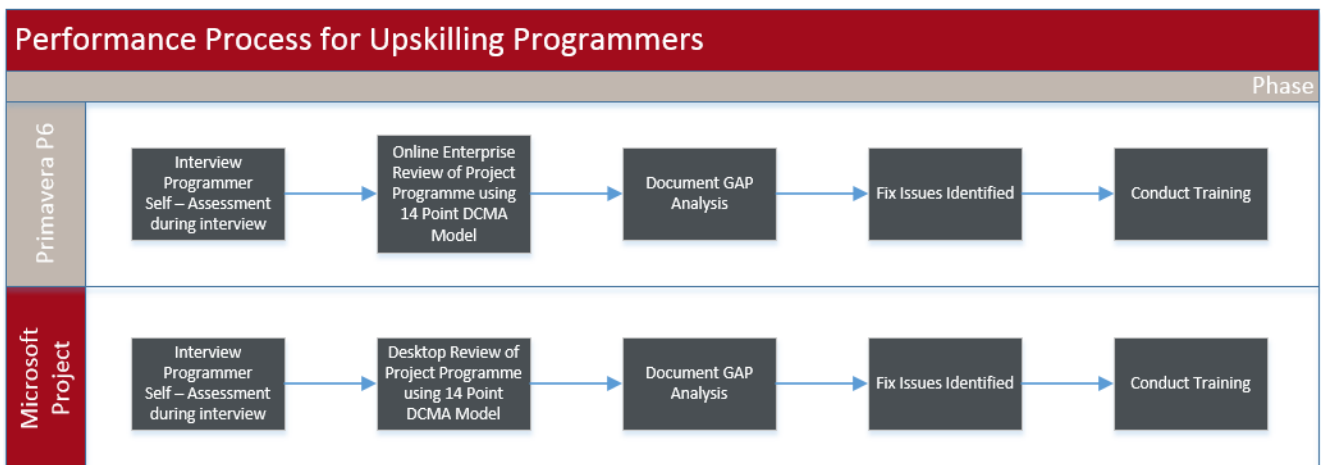 Performance Process for Upskilling Programmers
Phase
Primavera P6
Interview
Programmer
Self – Assessment
during interview
Online Enterprise
Review of Project
Programme using
14 Point DCMA
Model
Document GAP
Analysis
Fix Issues Identified
Conduct Training
Microsoft
Project
Interview
Programmer
Self – Assessment
during interview
Desktop Review of
Project Programme
using 14 Point
DCMA Model
Document GAP
Analysis
Fix Issues Identified
Conduct Training